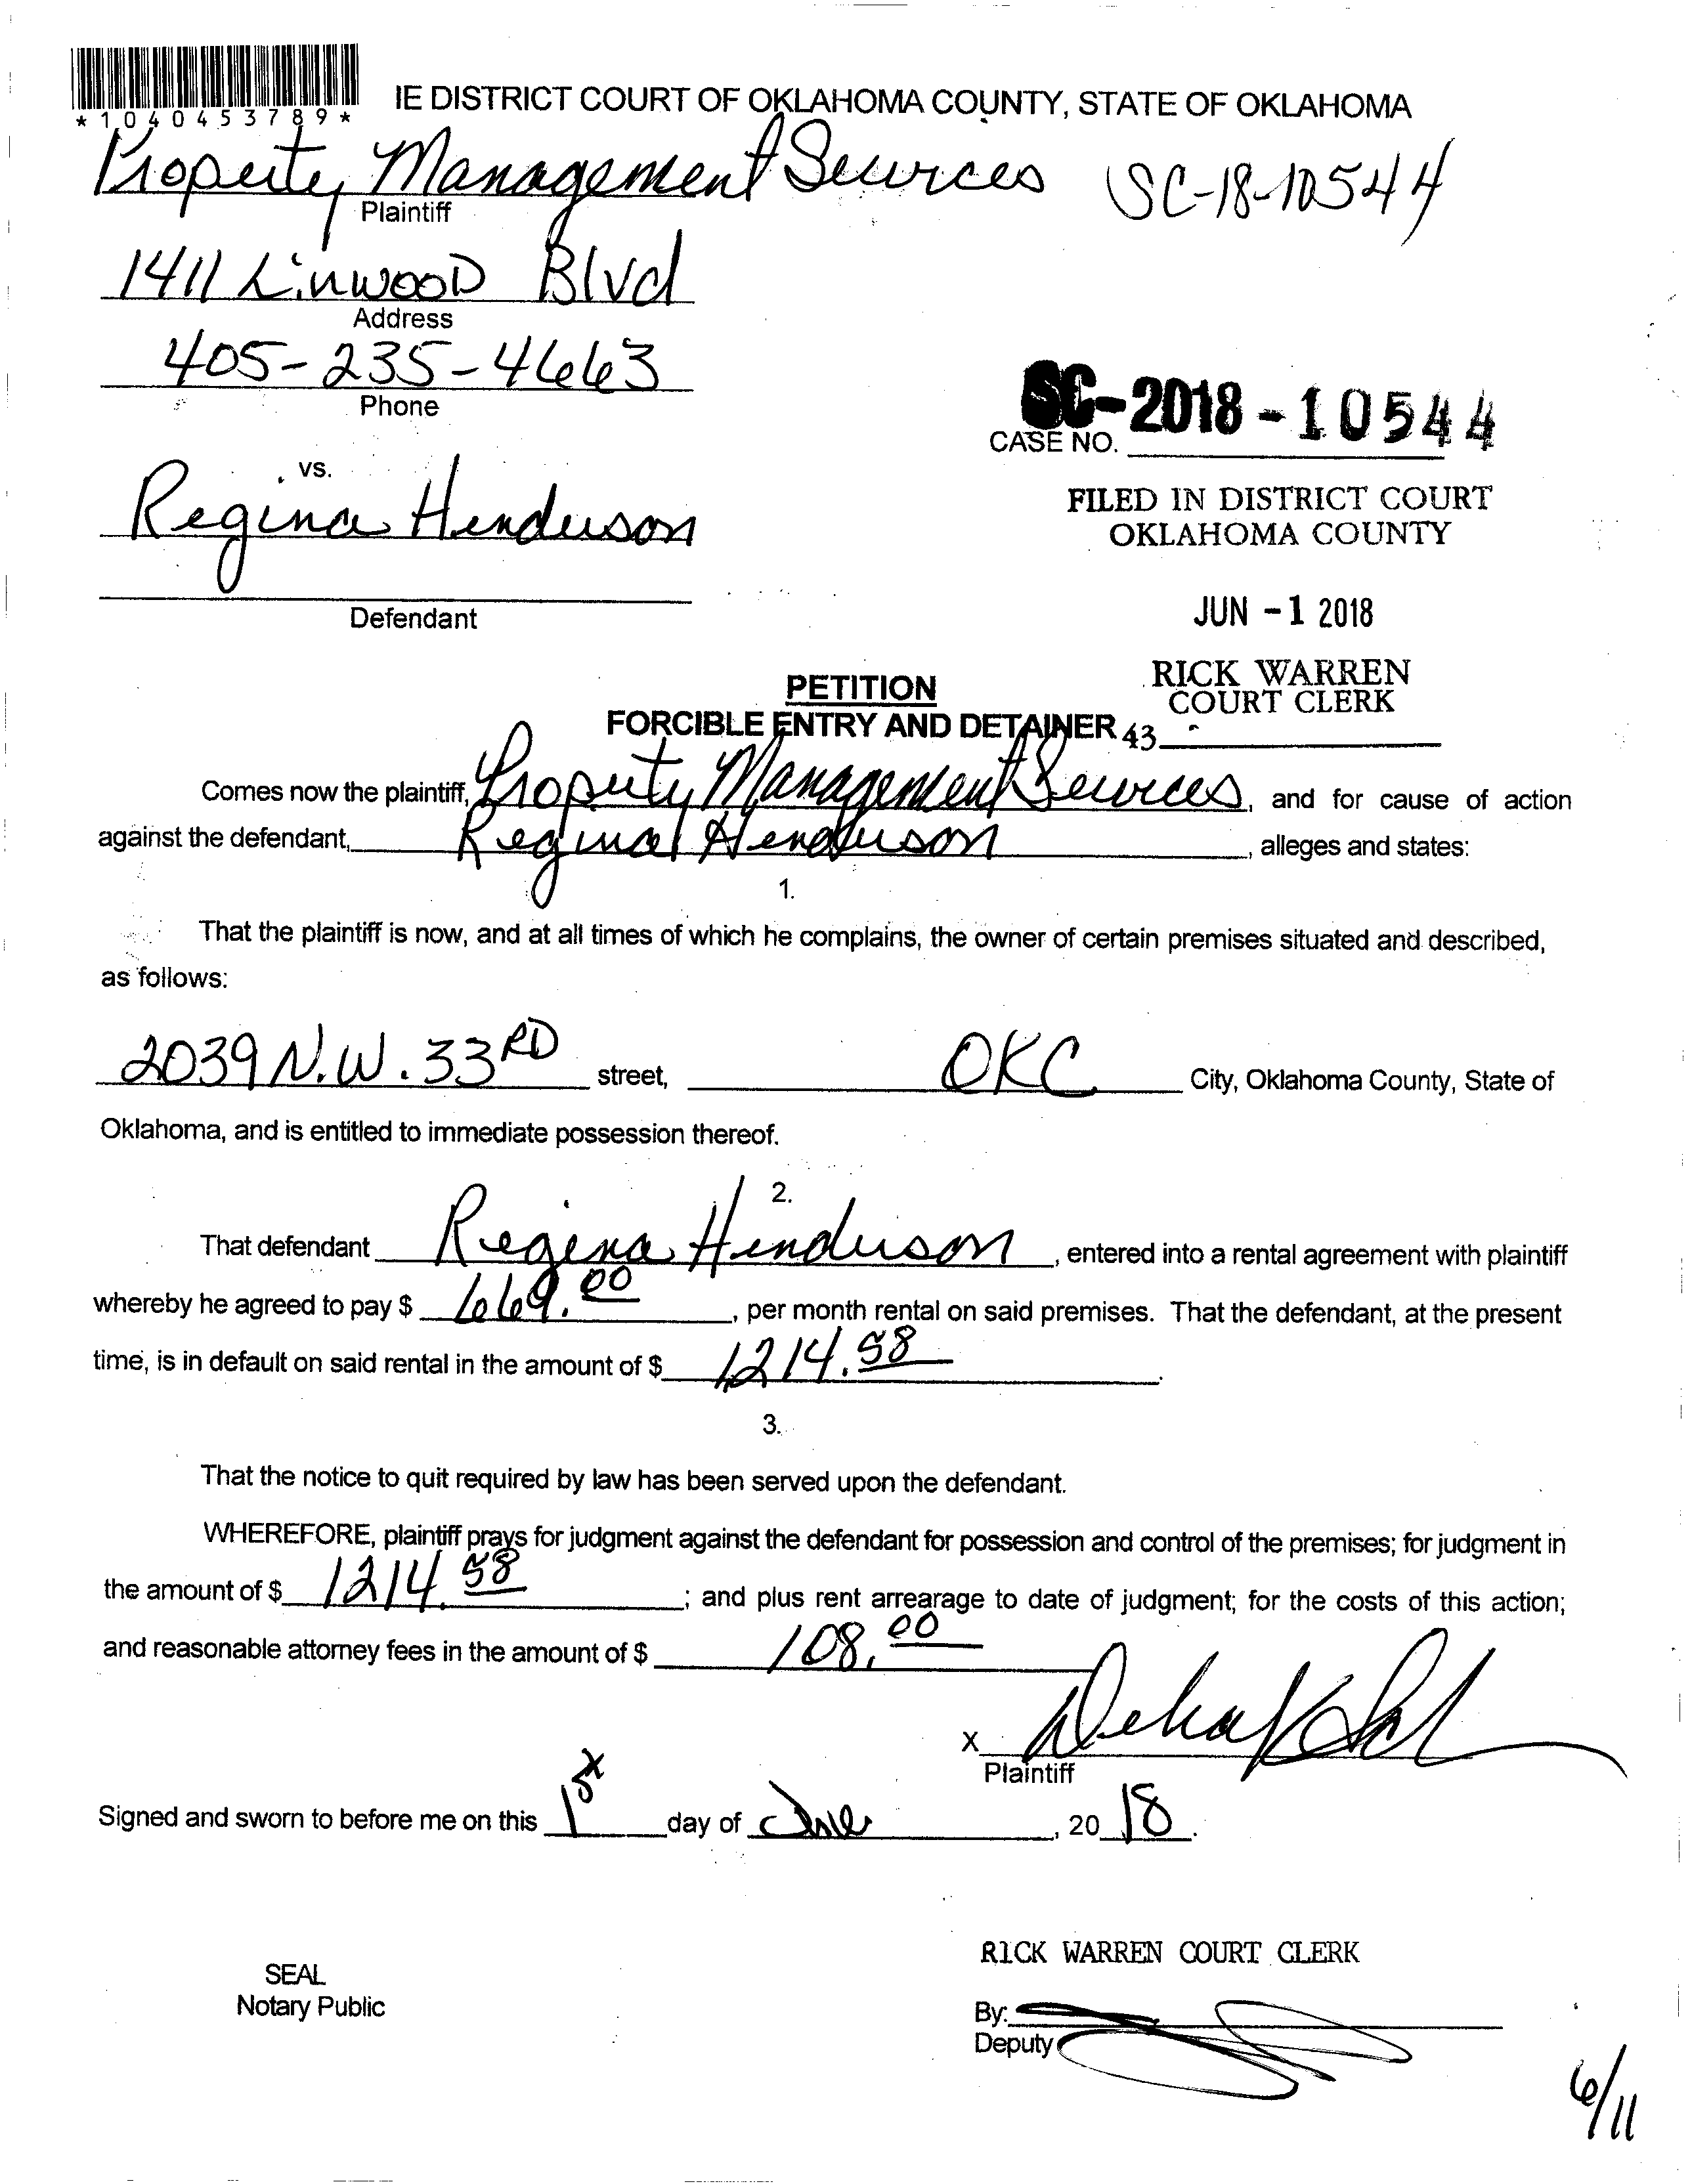 *1040453789*
IE DISTRICT COURT OF OKLAHOMA COUNTY, STATE OF OKLAHOMA
Property Management Services SC-18-10544
Plaintiff
1411 Linwood Blvd
Address
405-235-4663
Phone
SC-2018-10544
CASE NO.
vs.
Regina Henderson
FILED IN DISTRICT COURT
OKLAHOMA COUNTY
Defendant
JUN -1 2018
RICK WARREN
COURT CLERK
PETITION
FORCIBLE ENTRY AND DETAINER 43
Comes now the plaintiff, Property Management Services, and for cause of action
against the defendant, Regina Henderson, alleges and states:
1.
That the plaintiff is now, and at all times of which he complains, the owner of certain premises situated and described,
as follows:
2039 N.W. 33RD street, OKC City, Oklahoma County, State of
Oklahoma, and is entitled to immediate possession thereof.
2.
That defendant Regina Henderson, entered into a rental agreement with plaintiff
whereby he agreed to pay $ 669.00, per month rental on said premises. That the defendant, at the present
time, is in default on said rental in the amount of $ 1214.58.
3.
That the notice to quit required by law has been served upon the defendant.
WHEREFORE, plaintiff prays for judgment against the defendant for possession and control of the premises; for judgment in
the amount of $ 1214.58; and plus rent arrearage to date of judgment; for the costs of this action;
and reasonable attorney fees in the amount of $ 108.00
X
Plaintiff
Signed and sworn to before me on this 1st day of June, 2018.
RICK WARREN COURT CLERK
SEAL
Notary Public
By:
Deputy
6/11